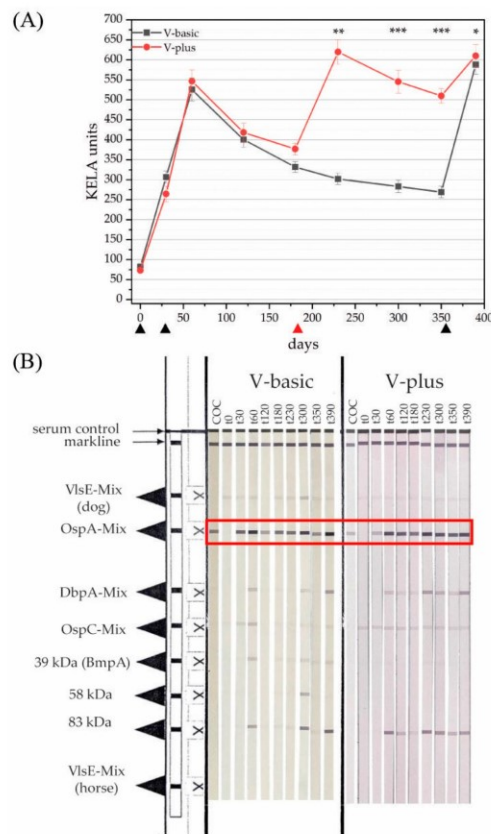 (A)
V-basic
V-plus
** *** *** *
700
650
600
550
500
450
400
350
300
250
200
150
100
75
50
25
0
KELA units
0 50 100 150 200 250 300 350 400
days
(B)
V-basic V-plus
COC t0 t30 t60 t120 t180 t230 t300 t350 t390 COC t0 t30 t60 t120 t180 t230 t300 t350 t390
serum control
markline
VlsE-Mix
(dog)
OspA-Mix
DbpA-Mix
OspC-Mix
39 kDa (BmpA)
58 kDa
83 kDa
VlsE-Mix
(horse)